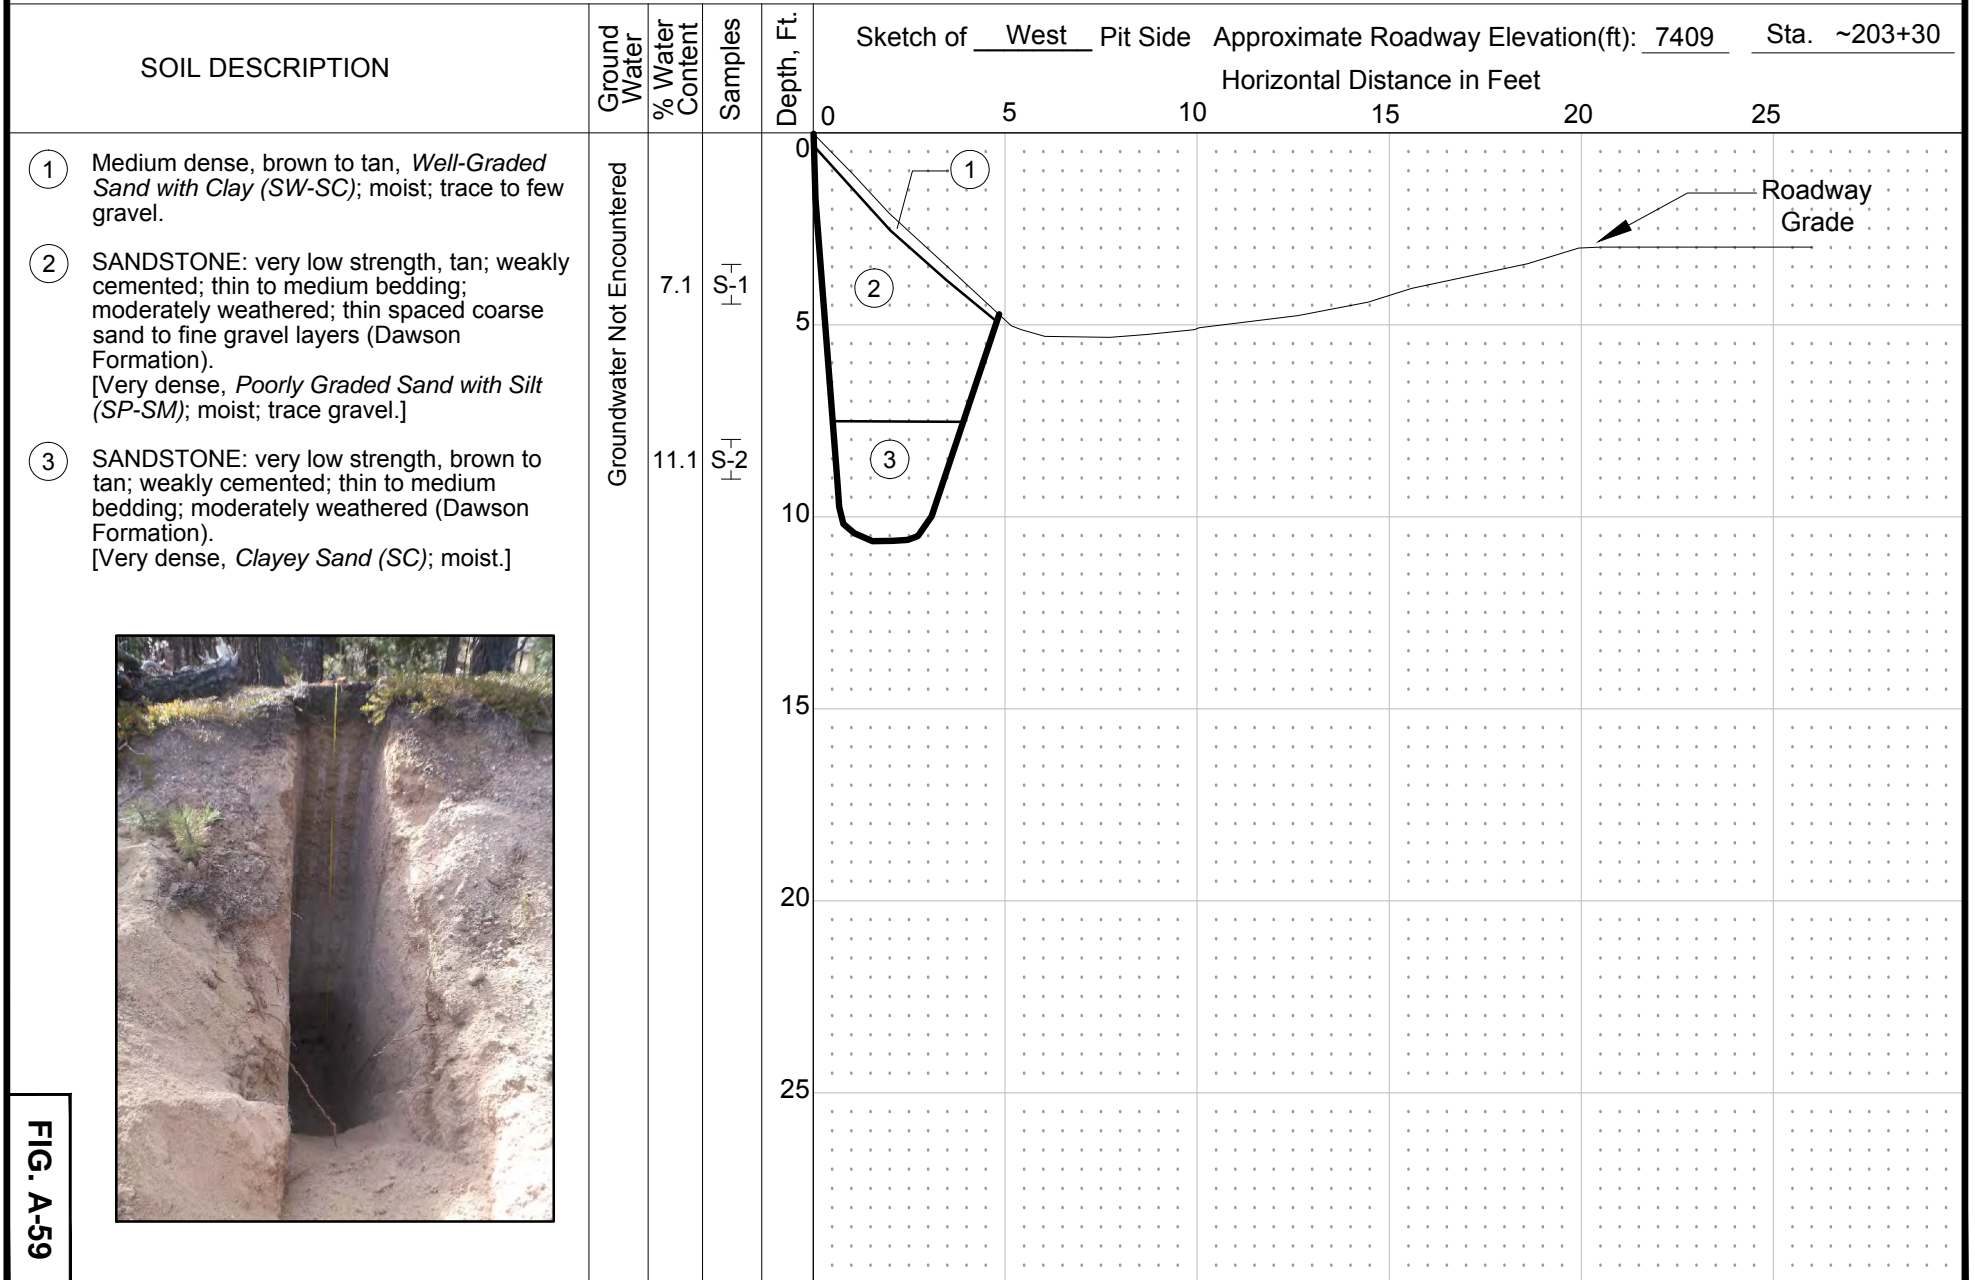 SOIL DESCRIPTION
Ground
Water
% Water
Content
Samples
Depth, Ft.
Sketch of West Pit Side Approximate Roadway Elevation(ft): 7409 Sta. ~203+30
Horizontal Distance in Feet
0 5 10 15 20 25
1 Medium dense, brown to tan, Well-Graded
Sand with Clay (SW-SC); moist; trace to few
gravel.
2 SANDSTONE: very low strength, tan; weakly
cemented; thin to medium bedding;
moderately weathered; thin spaced coarse
sand to fine gravel layers (Dawson
Formation).
[Very dense, Poorly Graded Sand with Silt
(SP-SM); moist; trace gravel.]
3 SANDSTONE: very low strength, brown to
tan; weakly cemented; thin to medium
bedding; moderately weathered (Dawson
Formation).
[Very dense, Clayey Sand (SC); moist.]
Groundwater Not Encountered
7.1 S-1
11.1 S-2
0
5
10
15
20
25
1
2
3
Roadway
Grade
FIG. A-59